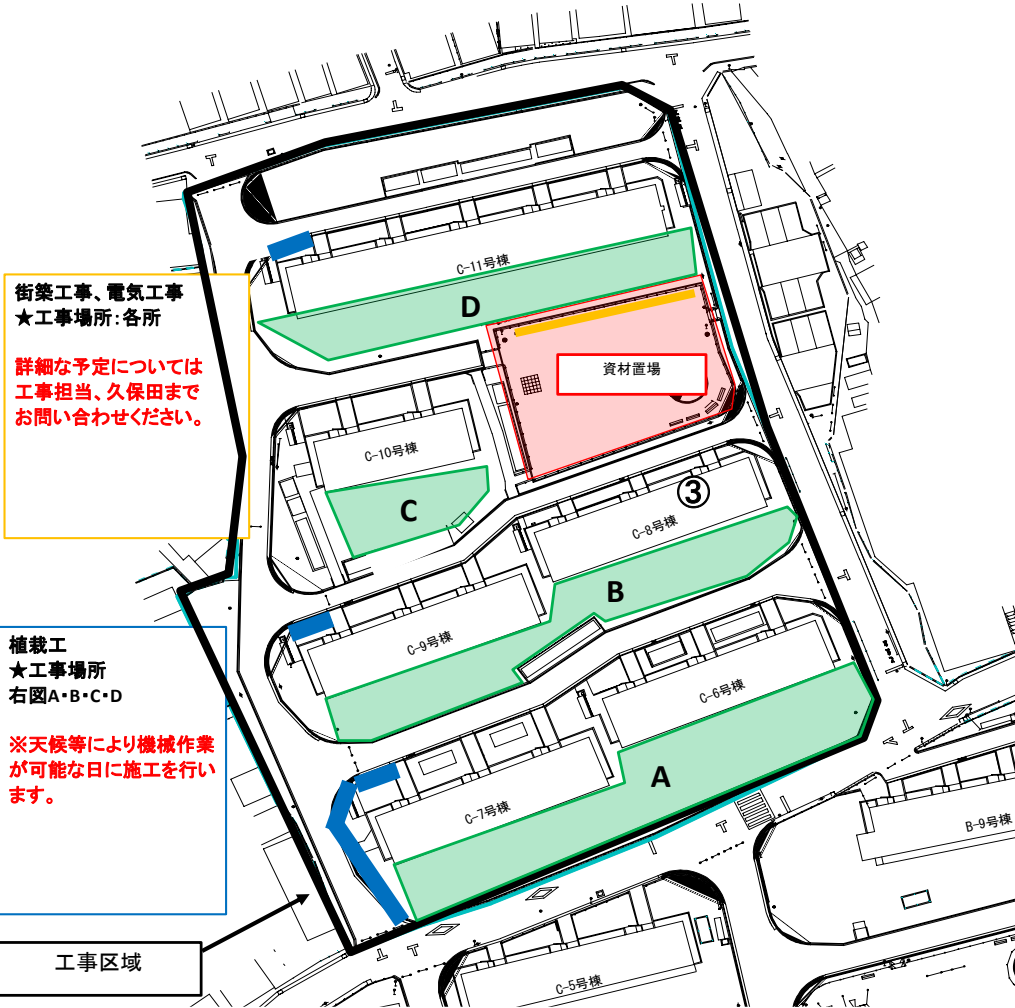 街築工事、電気工事
★工事場所：各所
詳細な予定については
工事担当、久保田まで
お問い合わせください。
植栽工
★工事場所
右図A・B・C・D
※天候等により機械作業
が可能な日に施工を行い
ます。
工事区域
C-11号棟
D
資材置場
C-10号棟
C
③
C-8号棟
B
C-9号棟
C-6号棟
A
C-7号棟
B-9号棟
C-5号棟